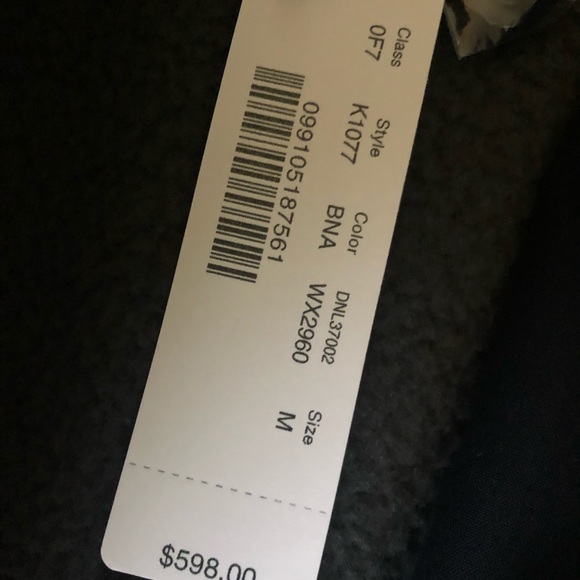 Class Style Color DNL37002 Size
0F7 K1077 BNA WX2960 M
099105187561
$598.00